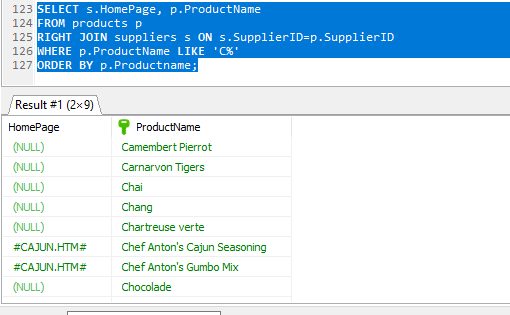 123 SELECT s.HomePage, p.ProductName
124 FROM products p
125 RIGHT JOIN suppliers s ON s.SupplierID=p.SupplierID
126 WHERE p.ProductName LIKE 'C%'
127 ORDER BY p.Productname;
Result #1 (2×9)
HomePage ProductName
(NULL) Camembert Pierrot
(NULL) Carnarvon Tigers
(NULL) Chai
(NULL) Chang
(NULL) Chartreuse verte
#CAJUN.HTM# Chef Anton's Cajun Seasoning
#CAJUN.HTM# Chef Anton's Gumbo Mix
(NULL) Chocolade